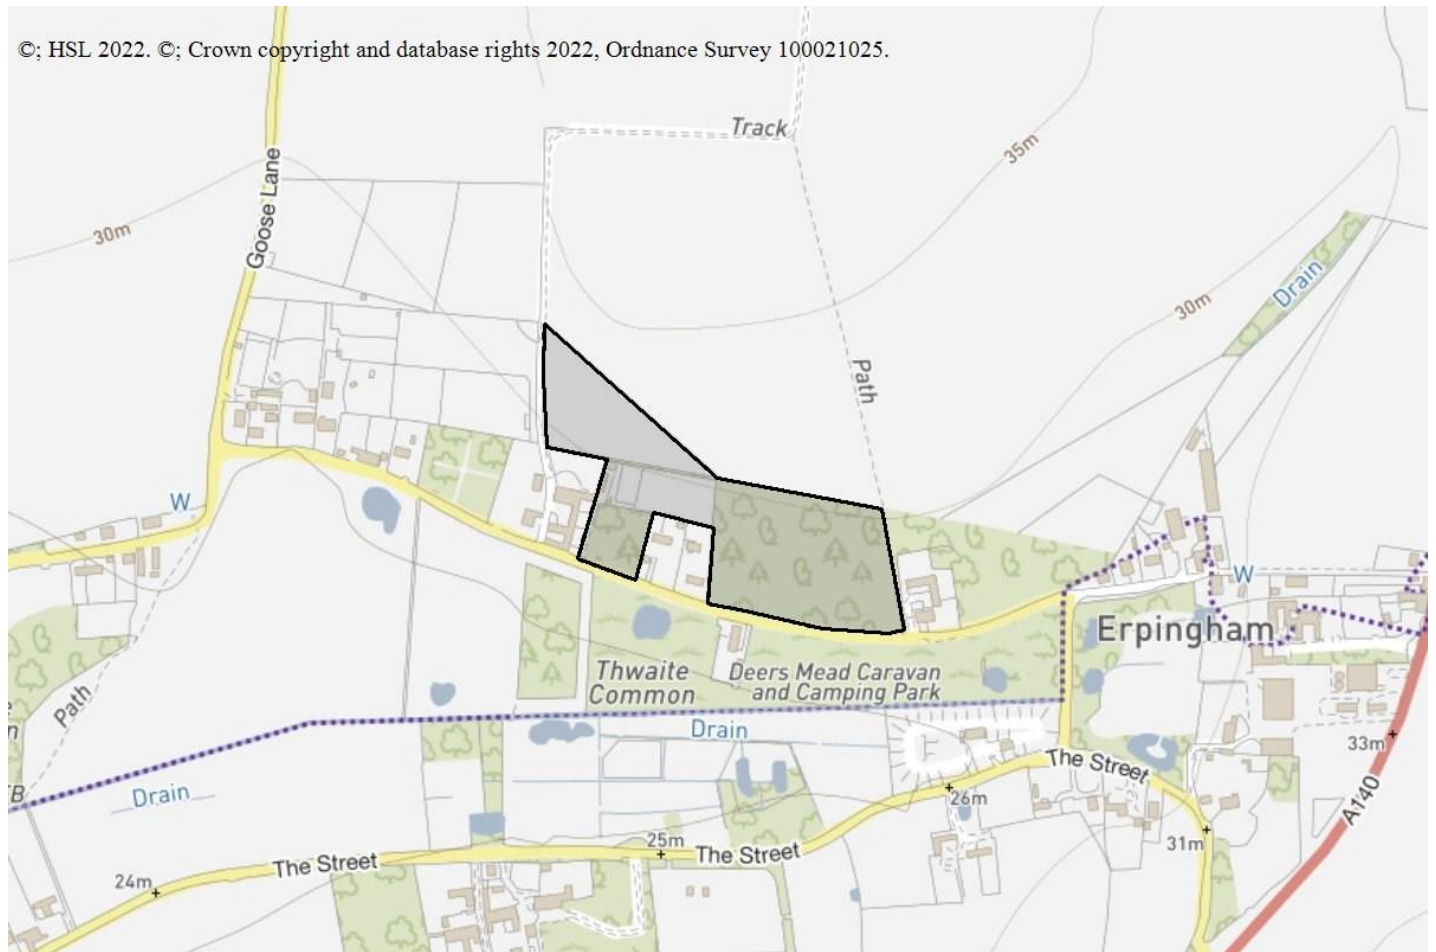 ©; HSL 2022. ©; Crown copyright and database rights 2022, Ordnance Survey 100021025.
Track
35m
Goose Lane
30m
Drain
30m
Path
W
W
Erpingham
Thwaite
Common
Deers Mead Caravan
and Camping Park
Path
n
Drain
33m
The Street
B
Drain
26m
A140
25m
31m
The Street
The Street
24m